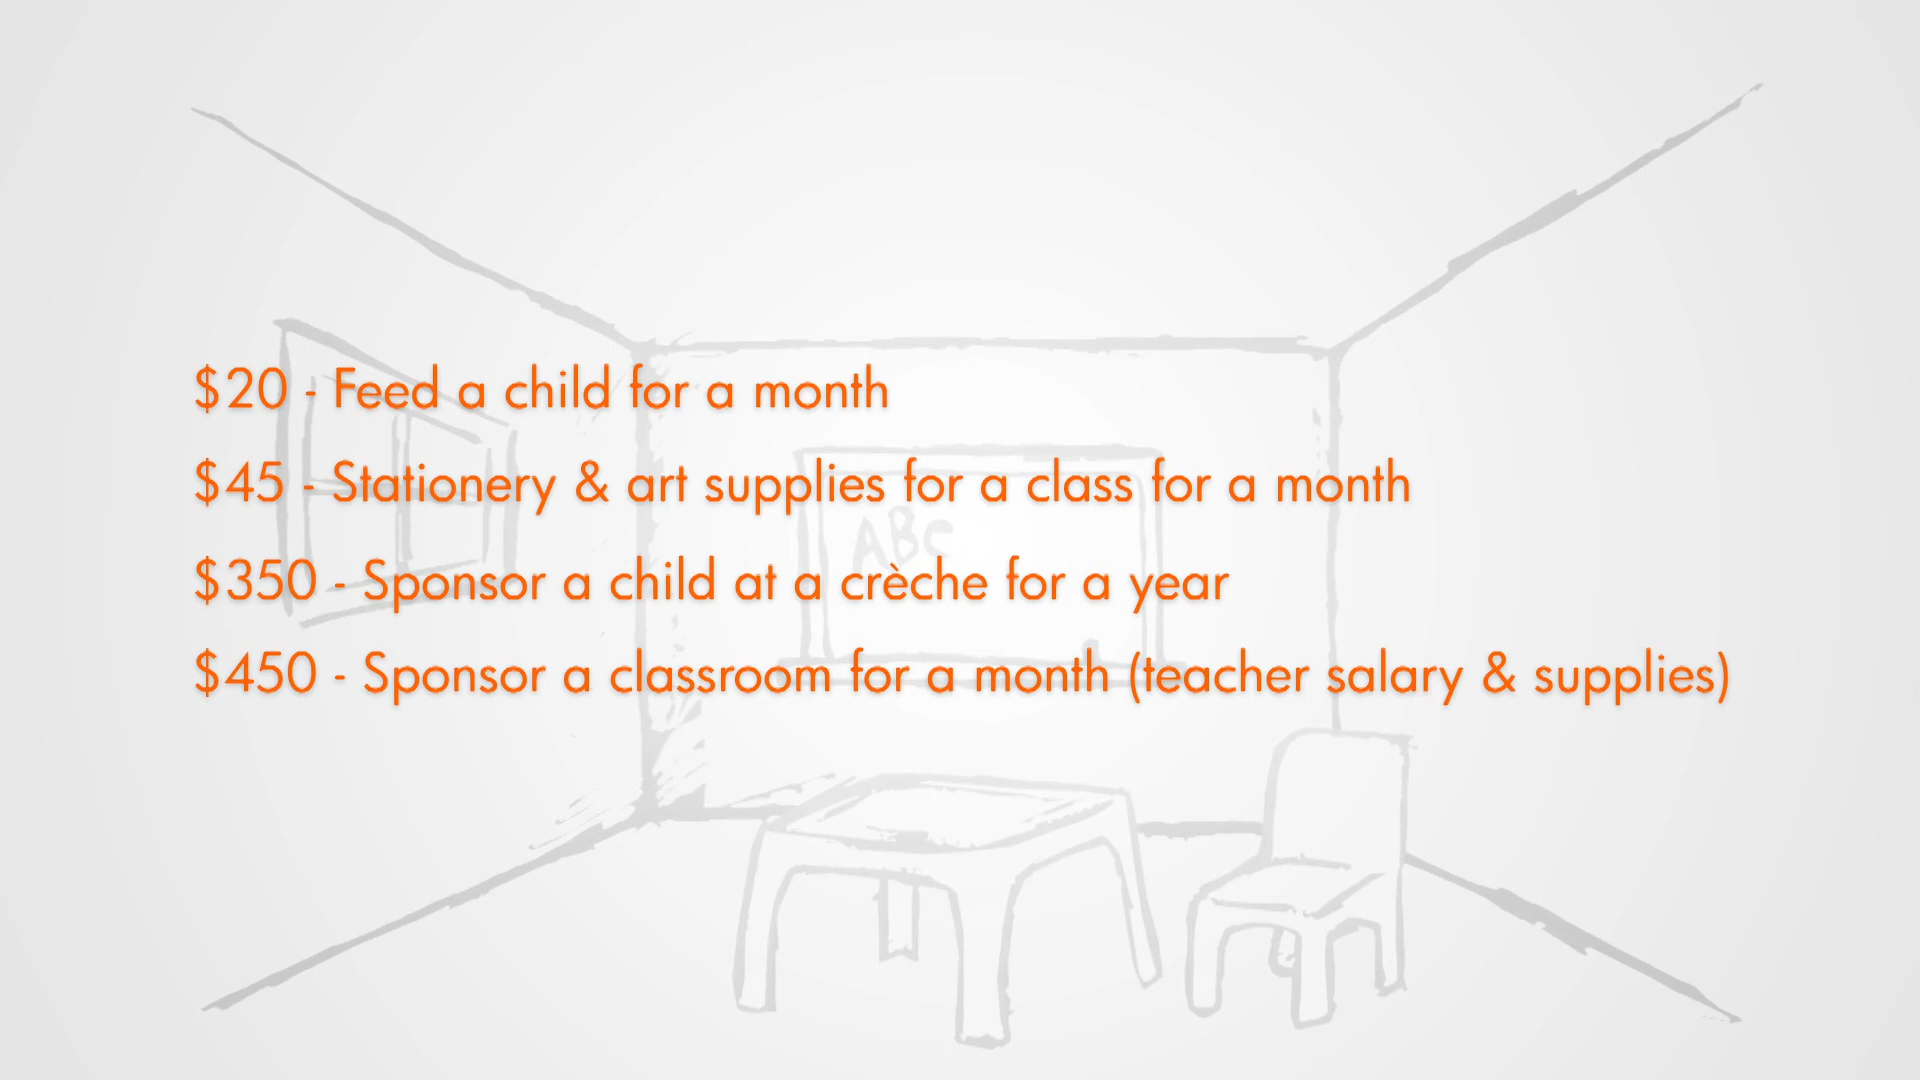 $20 - Feed a child for a month
$45 - Stationery & art supplies for a class for a month
ABC
$350 - Sponsor a child at a crèche for a year
$450 - Sponsor a classroom for a month (teacher salary & supplies)